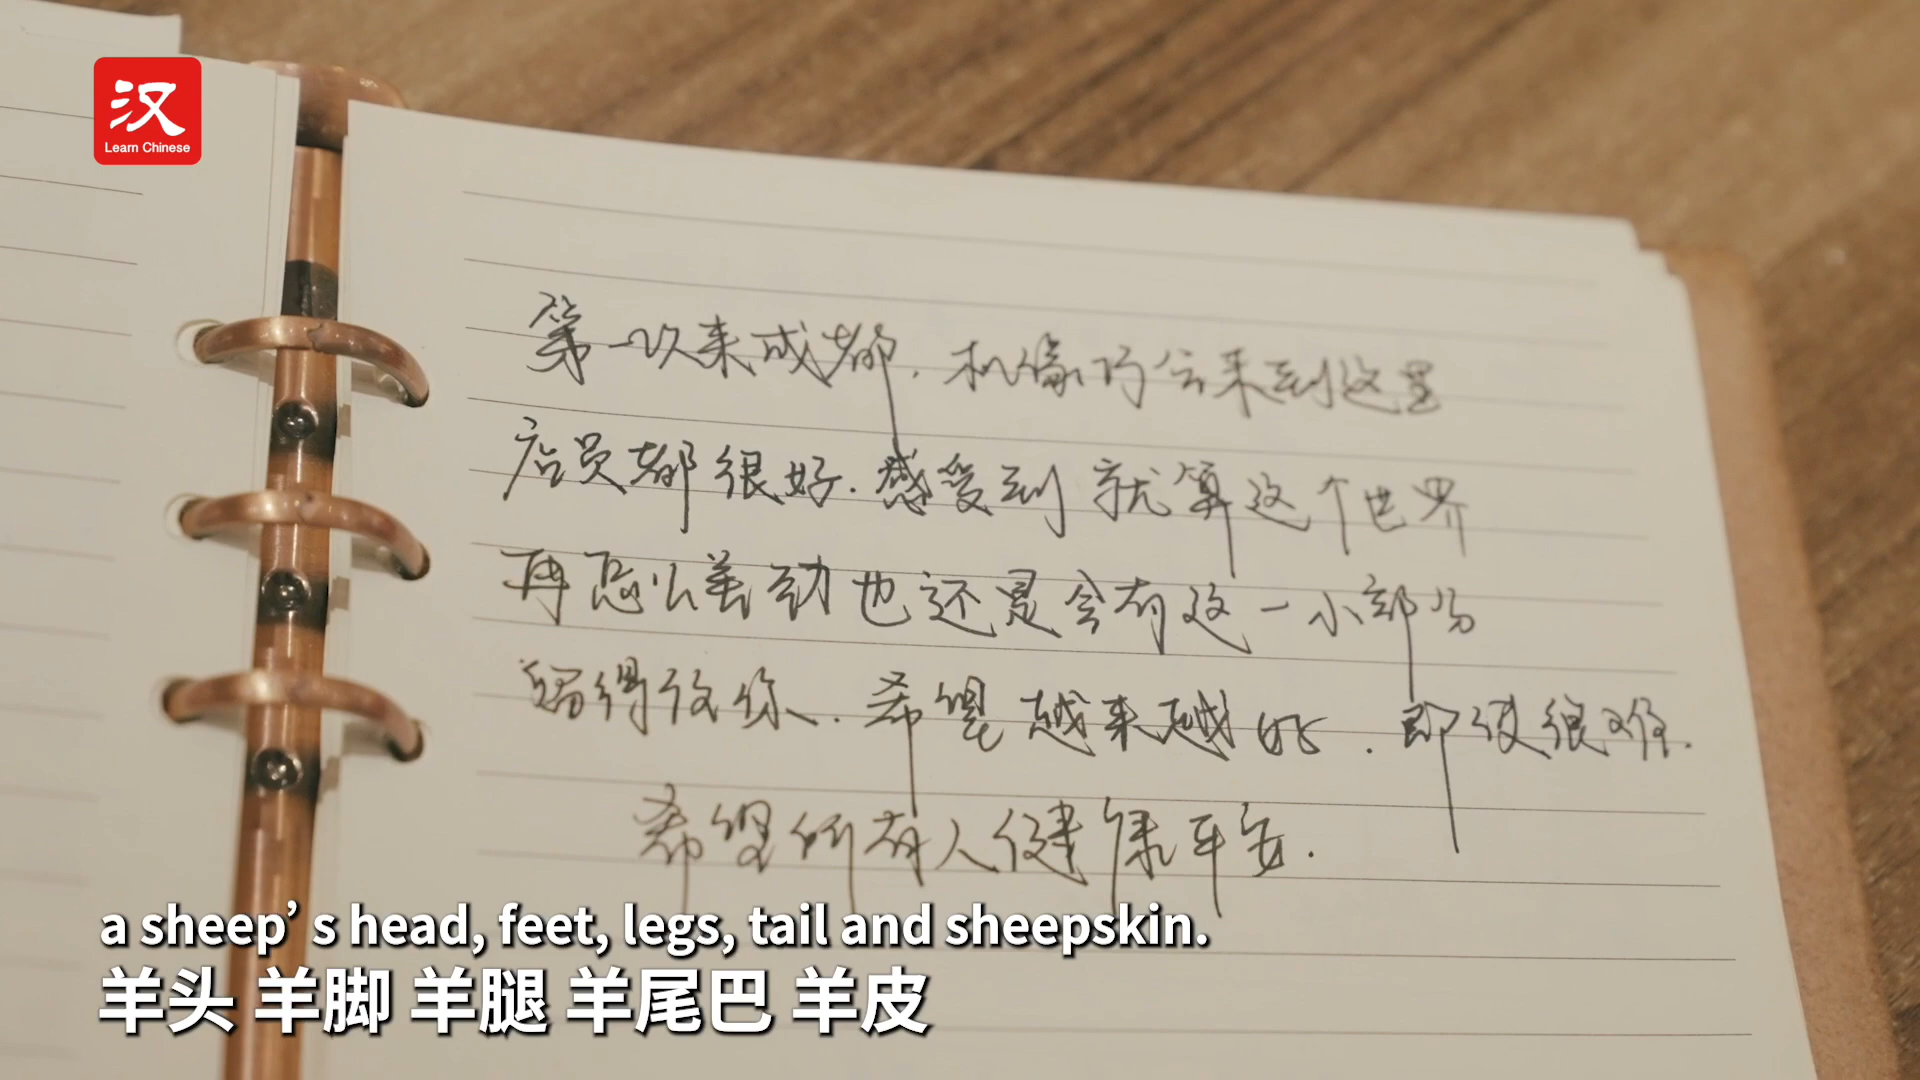 汉
Learn Chinese
第一次来成都,机缘巧合来到这里
店员都很好.感受到就算这个世界
再怎么差劲也还是会有这一小部分
你.希望越来越好.即使很难.
希望所有人健康平安.
a sheep's head, feet, legs, tail and sheepskin.
羊头 羊脚 羊腿 羊尾巴 羊皮